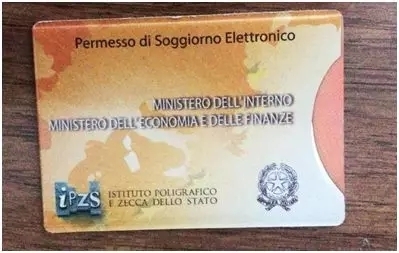 Permesso di Soggiorno Elettronico
MINISTERO DELL'INTERNO
MINISTERO DELL'ECONOMIA E DELLE FINANZE
iPZS
ISTITUTO POLIGRAFICO
E ZECCA DELLO STATO